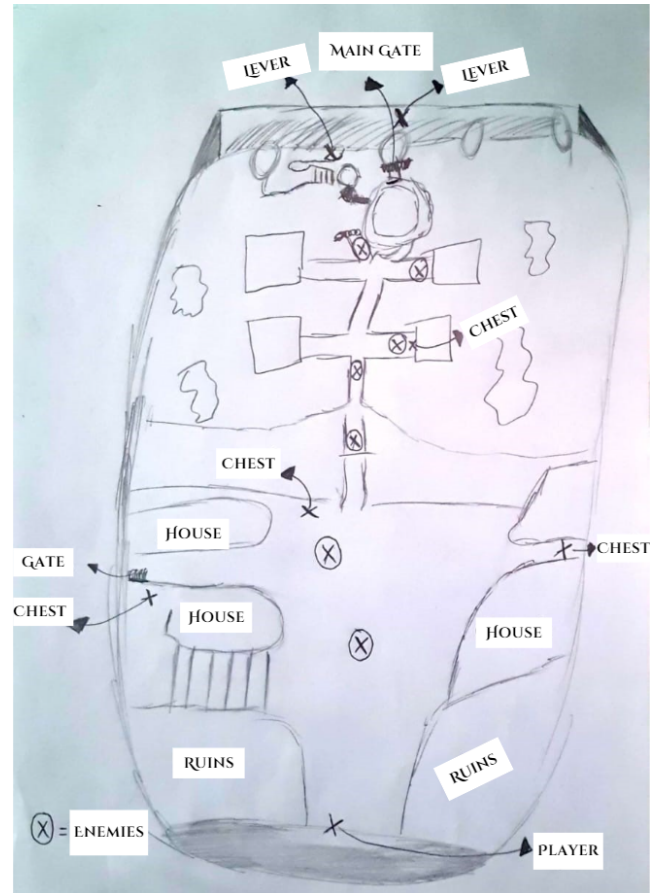 Main Gate
Lever
Lever
Chest
Chest
House
Gate
Chest
Chest
House
House
Ruins
Ruins
X = Enemies
Player